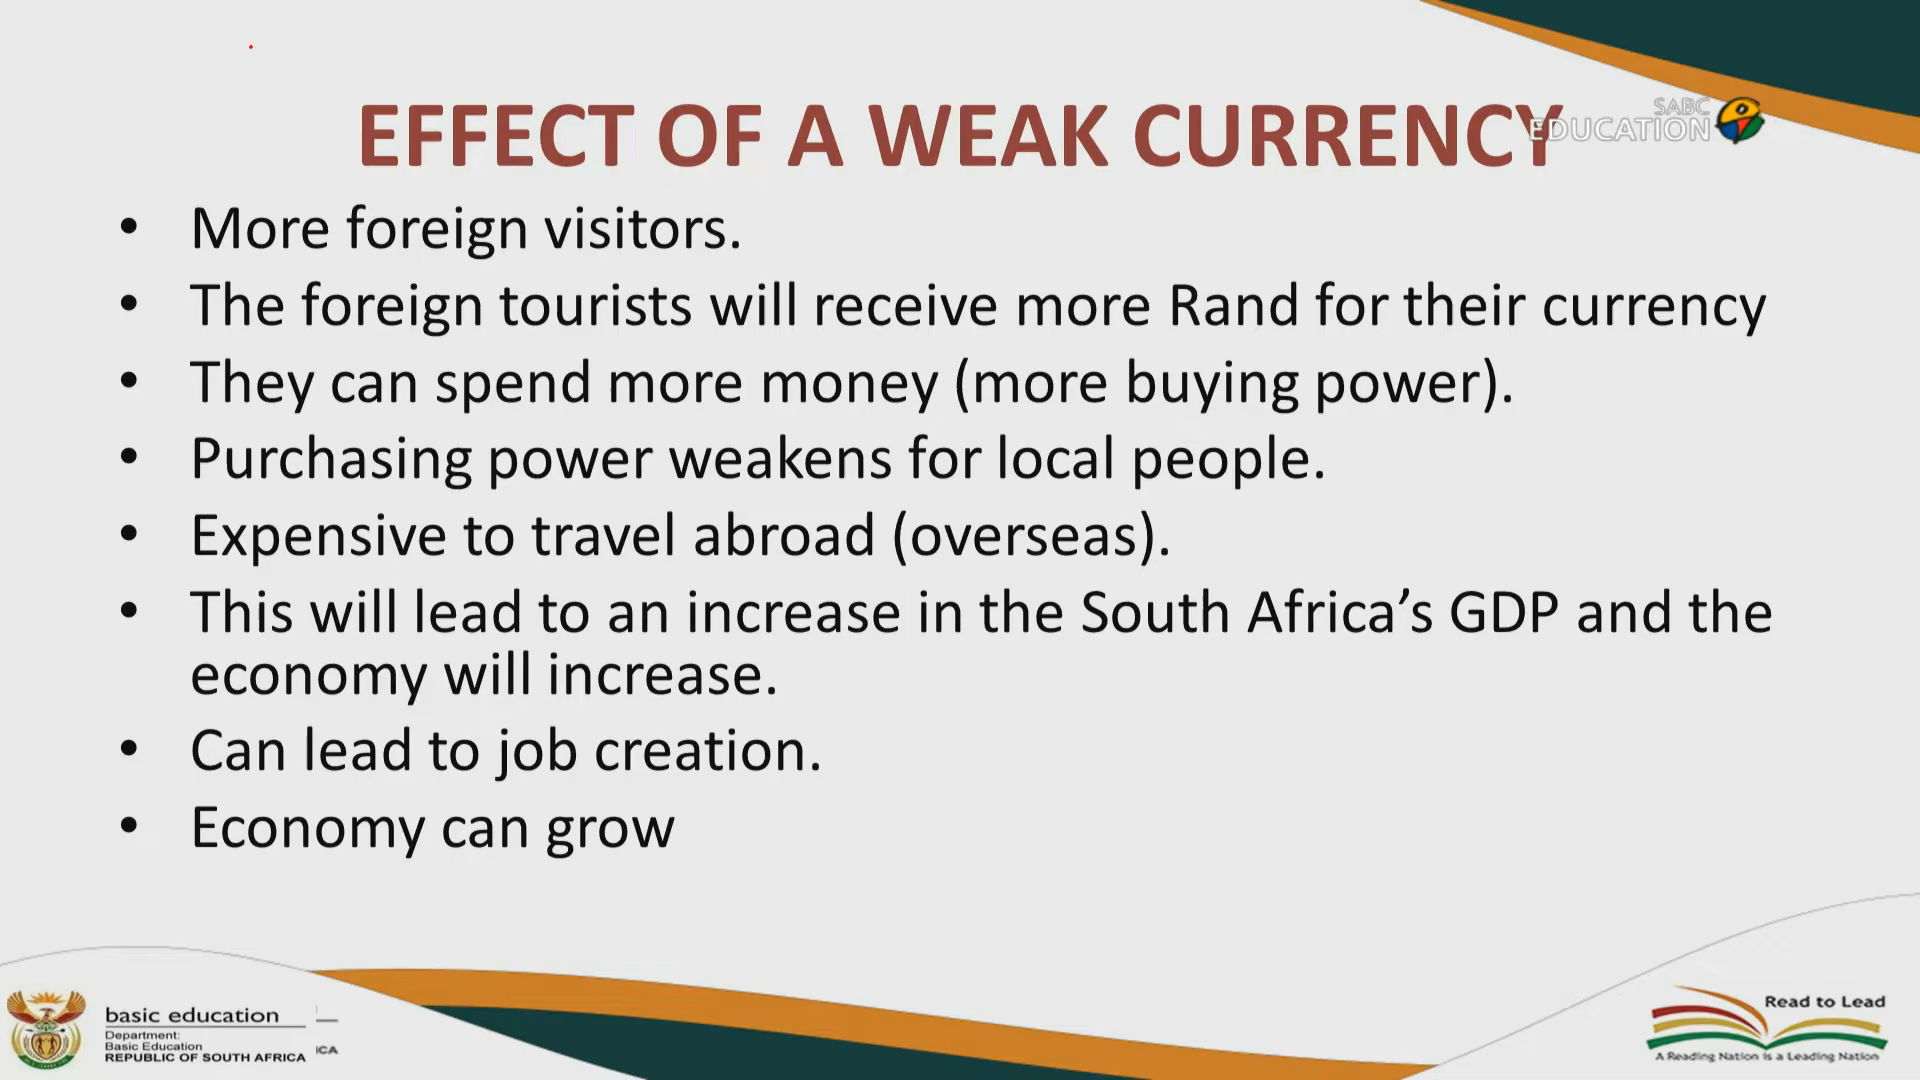 SABC
EDUCATION
EFFECT OF A WEAK CURRENCY
• More foreign visitors.
• The foreign tourists will receive more Rand for their currency
• They can spend more money (more buying power).
• Purchasing power weakens for local people.
• Expensive to travel abroad (overseas).
• This will lead to an increase in the South Africa’s GDP and the
economy will increase.
• Can lead to job creation.
• Economy can grow
basic education
Department:
Basic Education
REPUBLIC OF SOUTH AFRICA
ICA
Read to Lead
A Reading Nation is a Leading Nation